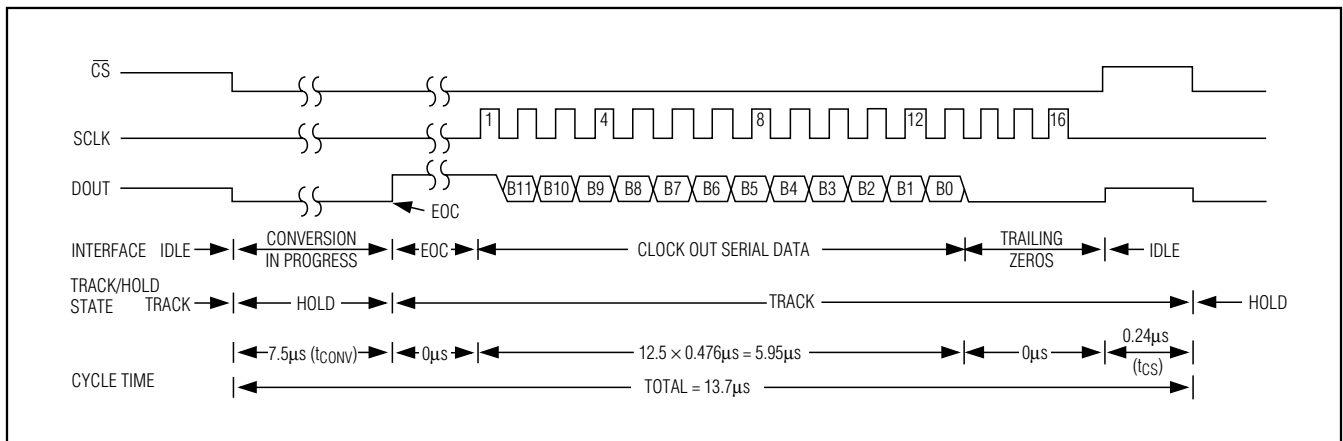 CS
SCLK
1 4 8 12 16
DOUT
B11 B10 B9 B8 B7 B6 B5 B4 B3 B2 B1 B0
EOC
INTERFACE IDLE CONVERSION IN PROGRESS EOC CLOCK OUT SERIAL DATA TRAILING ZEROS IDLE
TRACK/HOLD
STATE TRACK HOLD TRACK HOLD
7.5µs (tCONV) 0µs 12.5 × 0.476µs = 5.95µs 0µs 0.24µs (tCS)
CYCLE TIME
TOTAL = 13.7µs